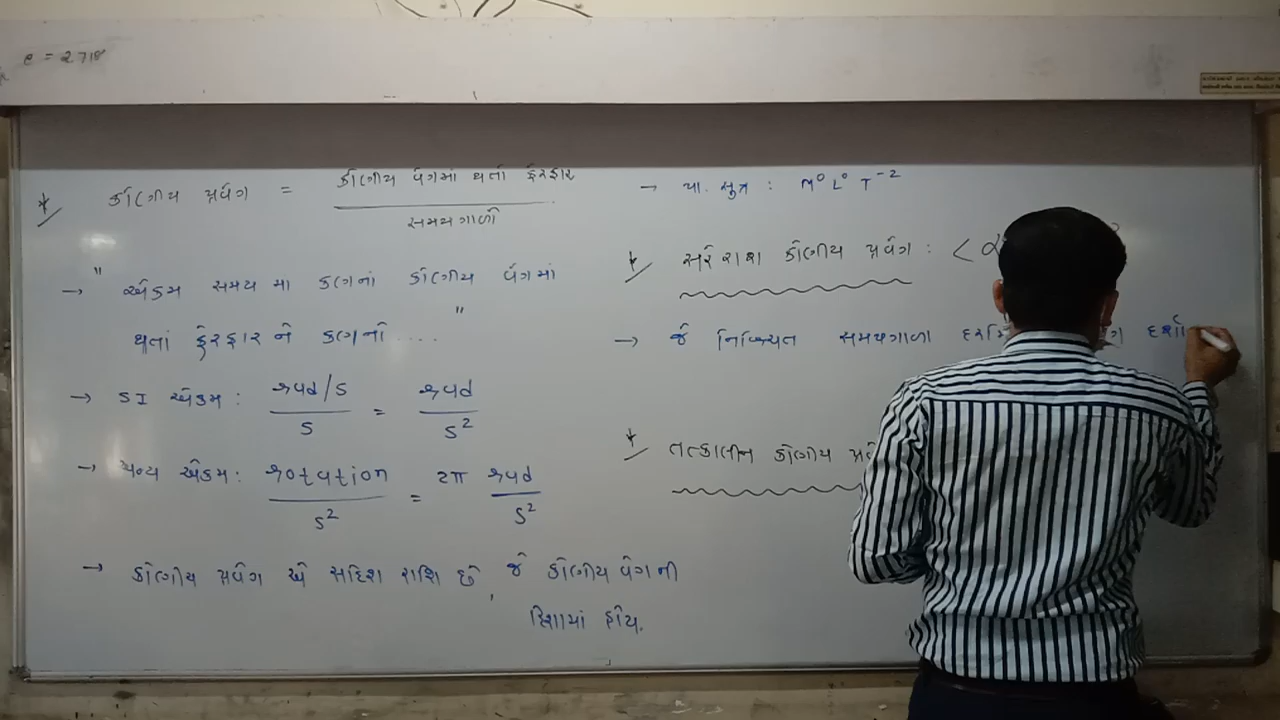 e = 2.718
* કોણીય પ્રવેગ = કોણીય વેગમાં થતો ફેરફાર / સમયગાળો
→ " એકમ સમય મા કણનાં કોણીય વેગમાં
થતાં ફેરફાર ને કણનો .... "
→ SI એકમ : rad/s / s = rad / s²
→ અન્ય એકમ : rotation / s² = 2π rad / s²
→ કોણીય પ્રવેગ એ સદિશ રાશિ છે, જે કોણીય વેગની
દિશામાં હોય.
→ પા. સુત્ર : M⁰ L⁰ T⁻²
* સરેરાશ કોણીય પ્રવેગ : <α
→ જે નિશ્ચિત સમયગાળા
* તત્કાલીન કોણીય